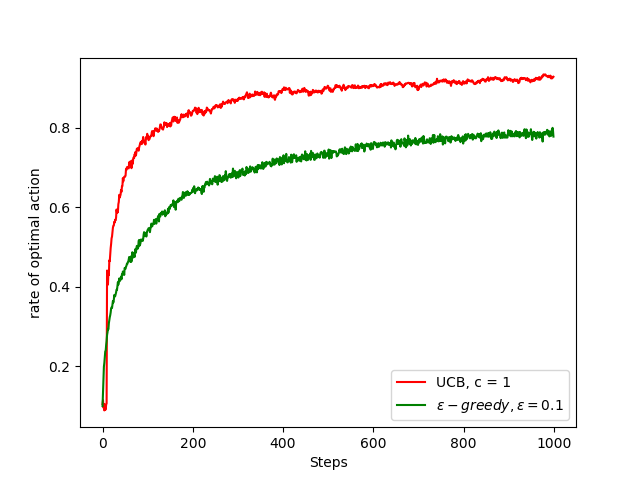 rate of optimal action
0.8
0.6
0.4
0.2
0
200
400
600
800
1000
Steps
UCB, c = 1
ε − greedy, ε = 0.1